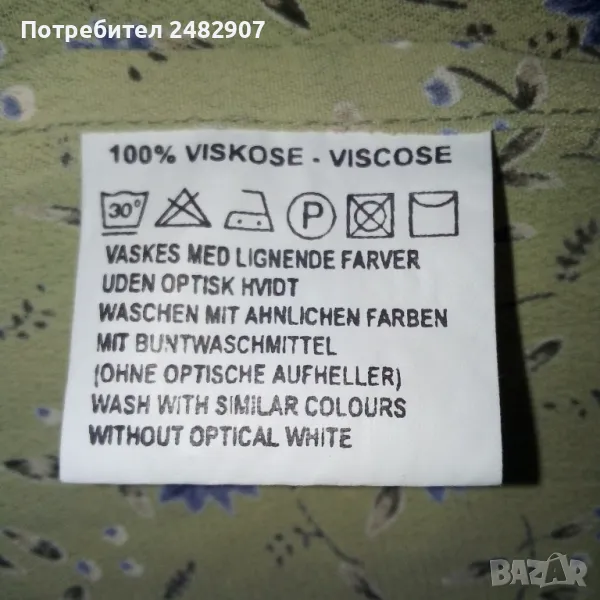 Потребител 2482907
100% VISKOSE - VISCOSE
30° P
VASKES MED LIGNENDE FARVER
UDEN OPTISK HVIDT
WASCHEN MIT AHNLICHEN FARBEN
MIT BUNTWASCHMITTEL
(OHNE OPTISCHE AUFHELLER)
WASH WITH SIMILAR COLOURS
WITHOUT OPTICAL WHITE
BAZAR